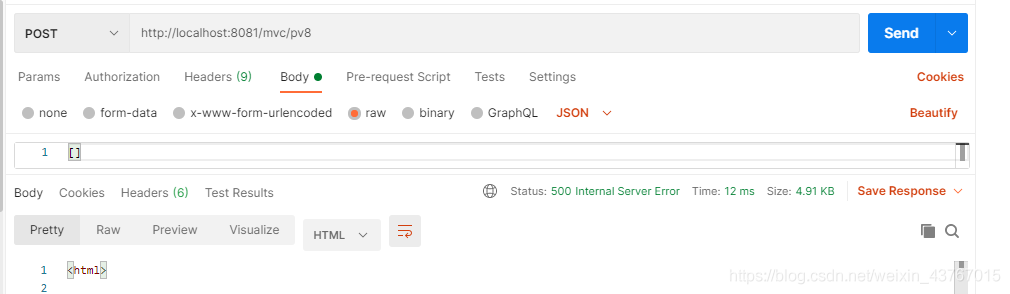 POST http://localhost:8081/mvc/pv8 Send
Params Authorization Headers (9) Body Pre-request Script Tests Settings Cookies
none form-data x-www-form-urlencoded raw binary GraphQL JSON Beautify
1 []
Body Cookies Headers (6) Test Results Status: 500 Internal Server Error Time: 12 ms Size: 4.91 KB Save Response
Pretty Raw Preview Visualize HTML
1 <html>
2
https://blog.csdn.net/weixin_43767015